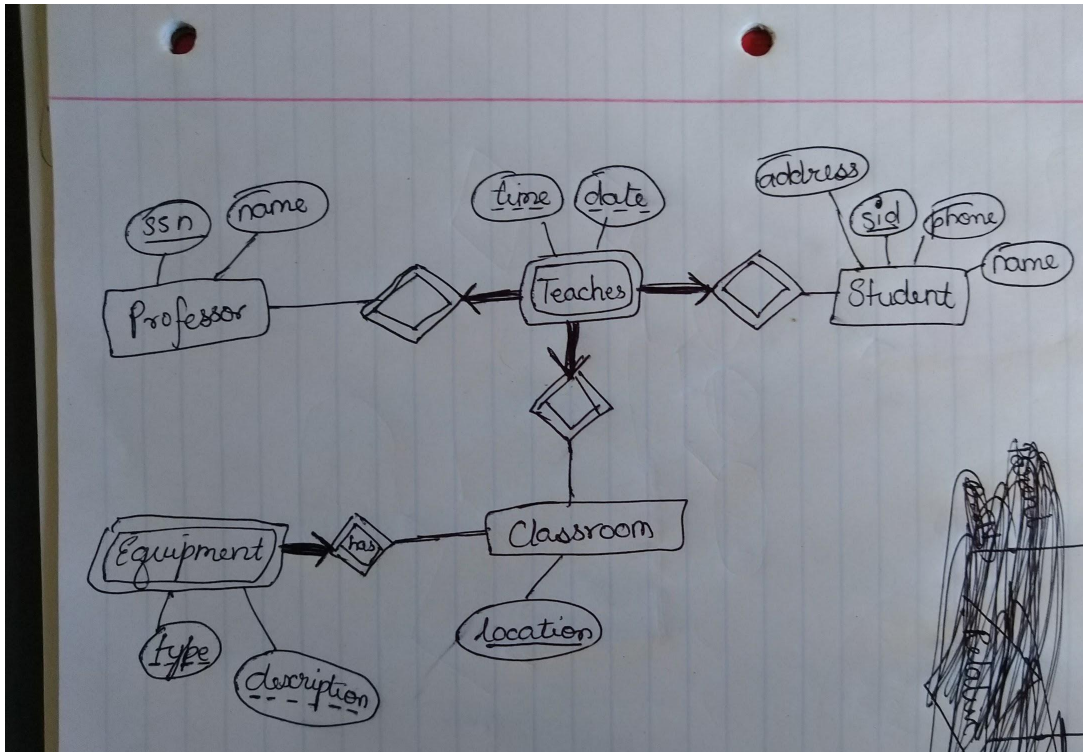 ssn
name
time
date
address
sid
phone
name
Professor
Teaches
Student
Equipment
has
Classroom
type
description
location